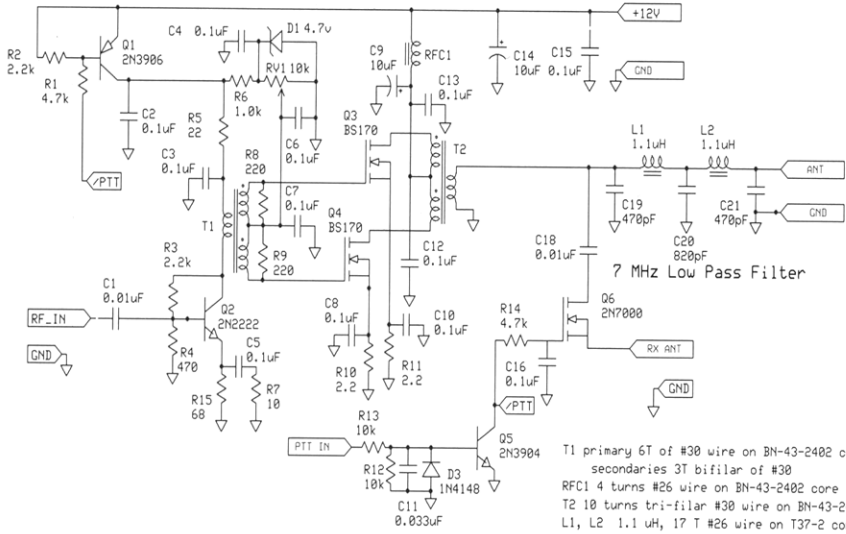 +12V
C4 0.1uF
D1 4.7v
Q1
2N3906
R2
2.2k
R1
4.7k
RV1 10k
R6
1.0k
C9
10uF
RFC1
C14
10uF
C15
0.1uF
GND
C13
0.1uF
C2
0.1uF
R5
22
C6
0.1uF
Q3
BS170
T2
L1
1.1uH
L2
1.1uH
ANT
/PTT
C3
0.1uF
R8
220
C7
0.1uF
T1
Q4
BS170
R9
220
C19
470pF
C20
820pF
C21
470pF
GND
C12
0.1uF
C18
0.01uF
7 MHz Low Pass Filter
R3
2.2k
C1
0.01uF
RF_IN
Q2
2N2222
C8
0.1uF
C10
0.1uF
R14
4.7k
Q6
2N7000
RX ANT
GND
R4
470
C5
0.1uF
R7
10
R15
68
R10
2.2
R11
2.2
C16
0.1uF
GND
/PTT
R13
10k
PTT IN
R12
10k
C11
0.033uF
D3
1N4148
Q5
2N3904
T1 primary 6T of #30 wire on BN-43-2402 c
secondaries 3T bifilar of #30
RFC1 4 turns #26 wire on BN-43-2402 core
T2 10 turns tri-filar #30 wire on BN-43-2
L1, L2 1.1 uH, 17 T #26 wire on T37-2 co